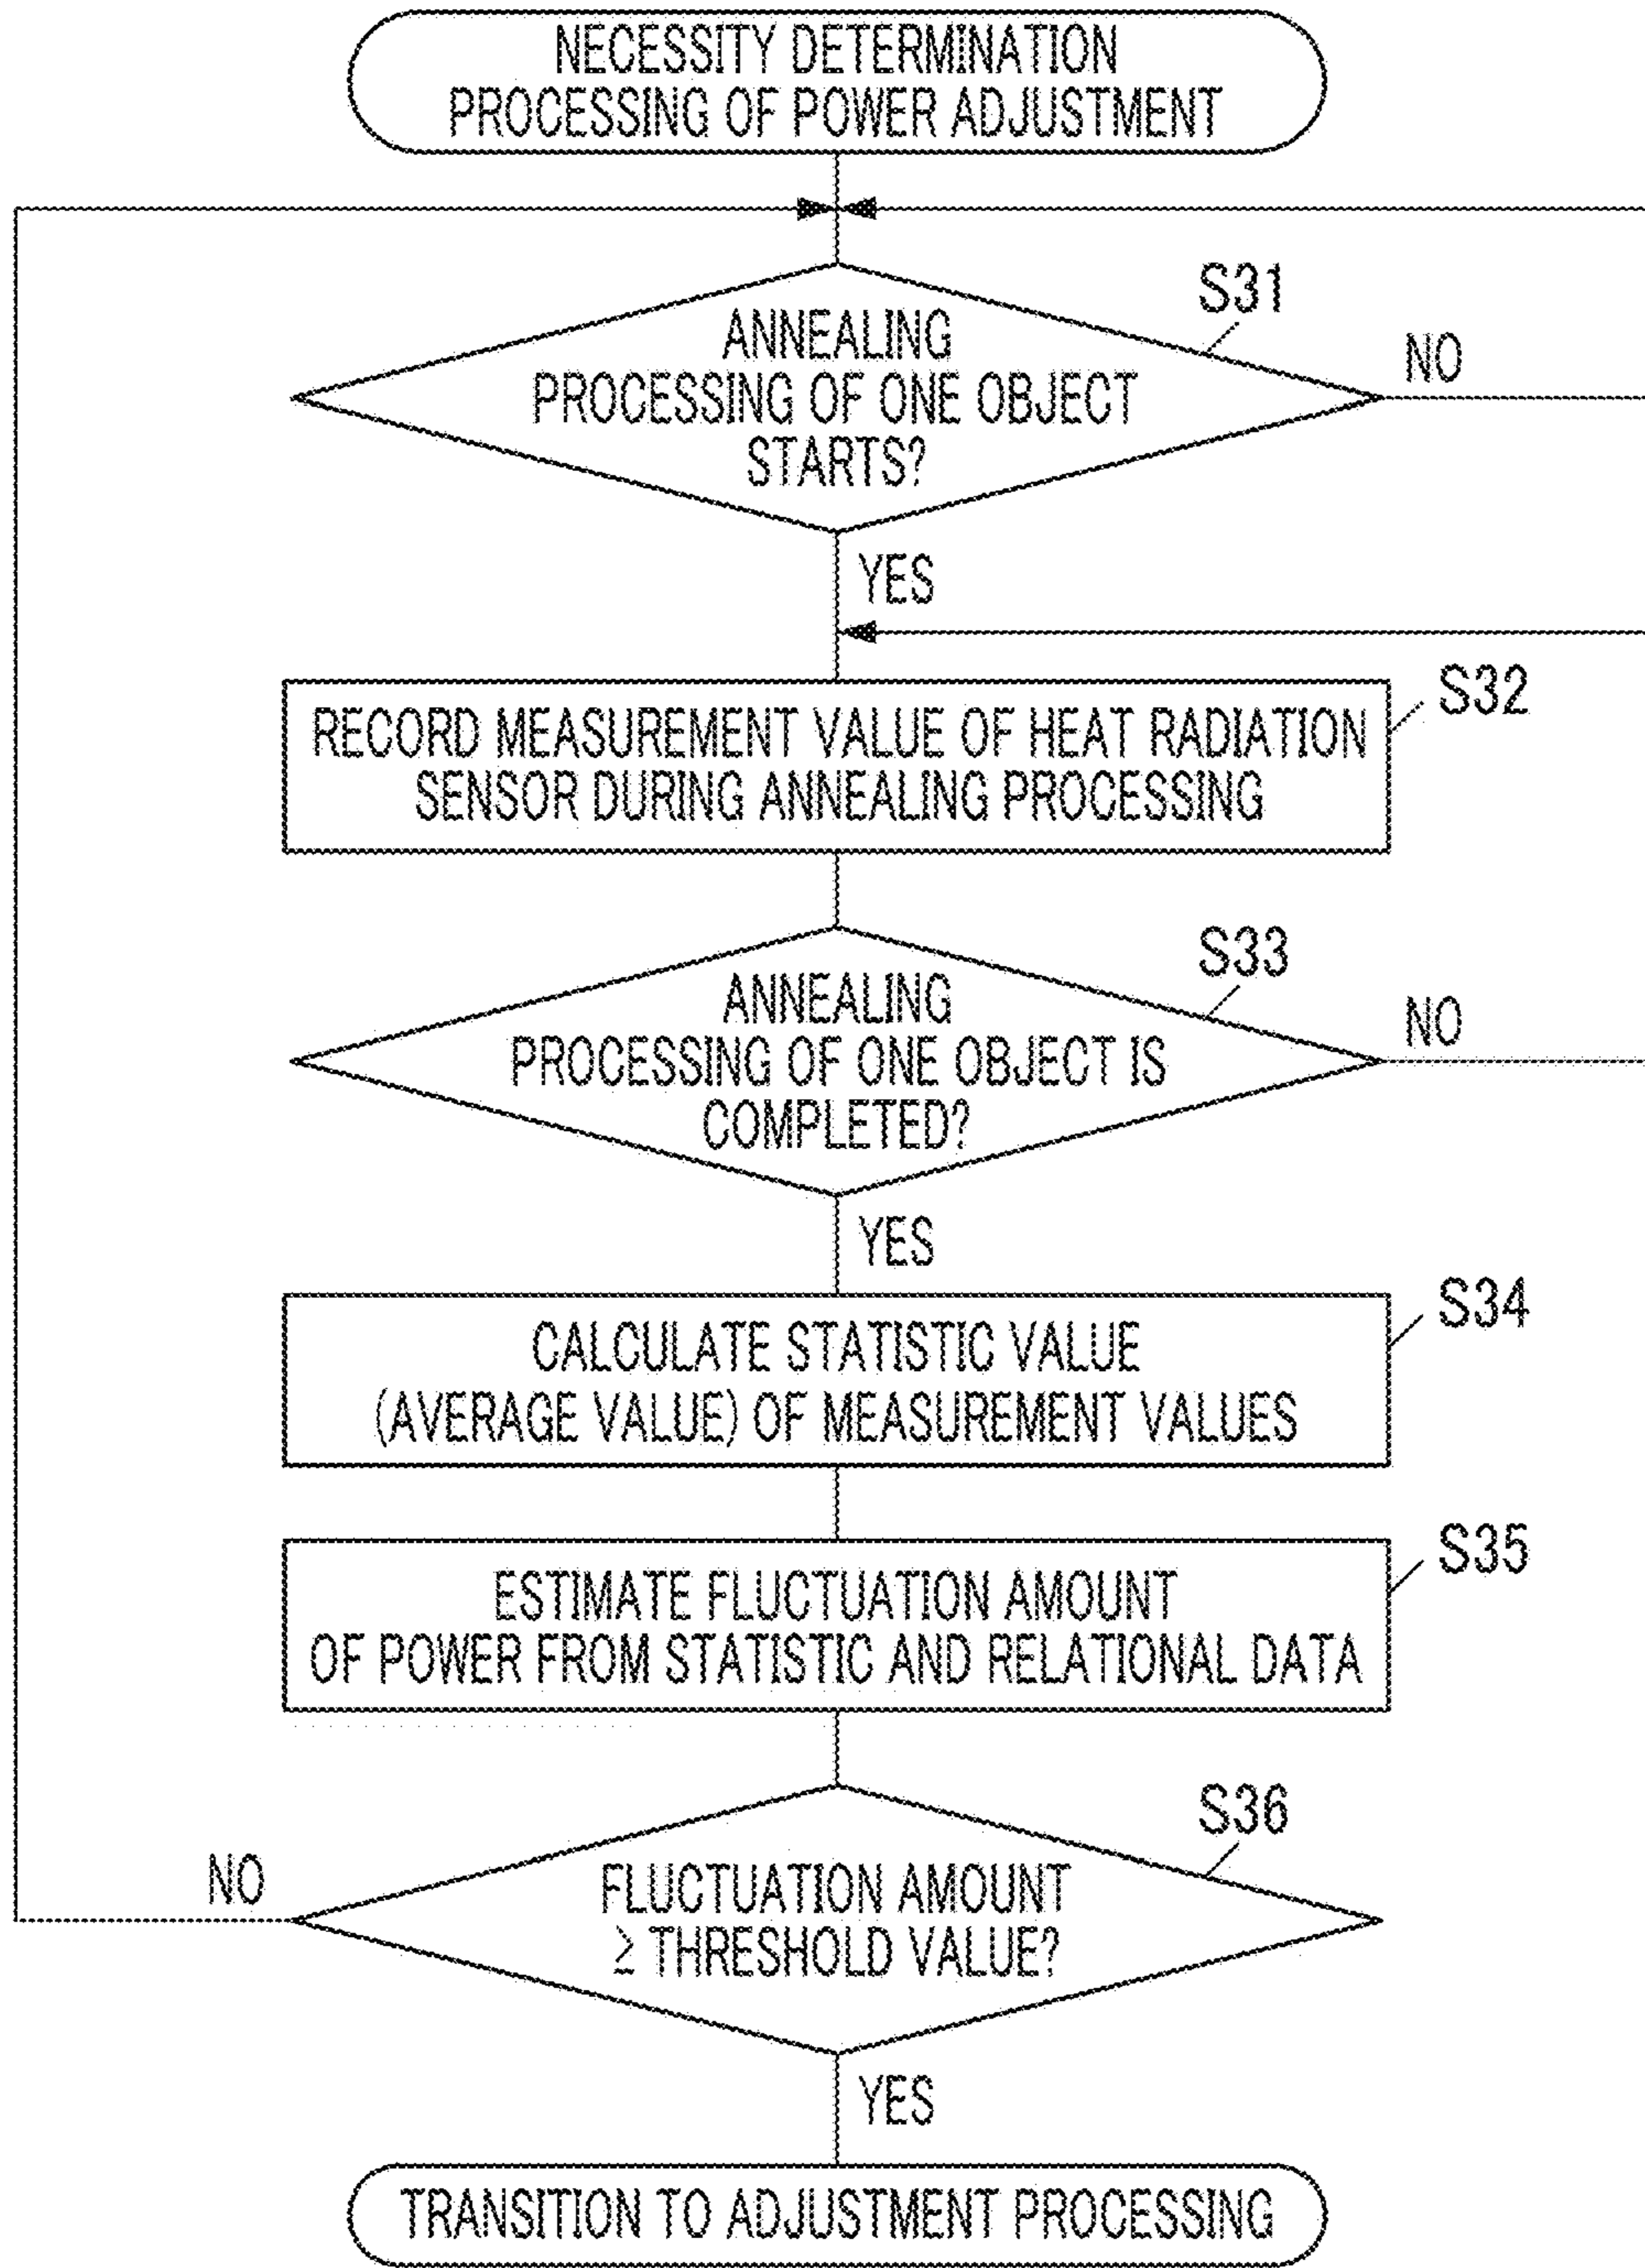 NECESSITY DETERMINATION
PROCESSING OF POWER ADJUSTMENT
S31
ANNEALING
PROCESSING OF ONE OBJECT
STARTS?
NO
YES
S32
RECORD MEASUREMENT VALUE OF HEAT RADIATION
SENSOR DURING ANNEALING PROCESSING
S33
ANNEALING
PROCESSING OF ONE OBJECT IS
COMPLETED?
NO
YES
S34
CALCULATE STATISTIC VALUE
(AVERAGE VALUE) OF MEASUREMENT VALUES
S35
ESTIMATE FLUCTUATION AMOUNT
OF POWER FROM STATISTIC AND RELATIONAL DATA
S36
NO
FLUCTUATION AMOUNT
≥ THRESHOLD VALUE?
YES
TRANSITION TO ADJUSTMENT PROCESSING